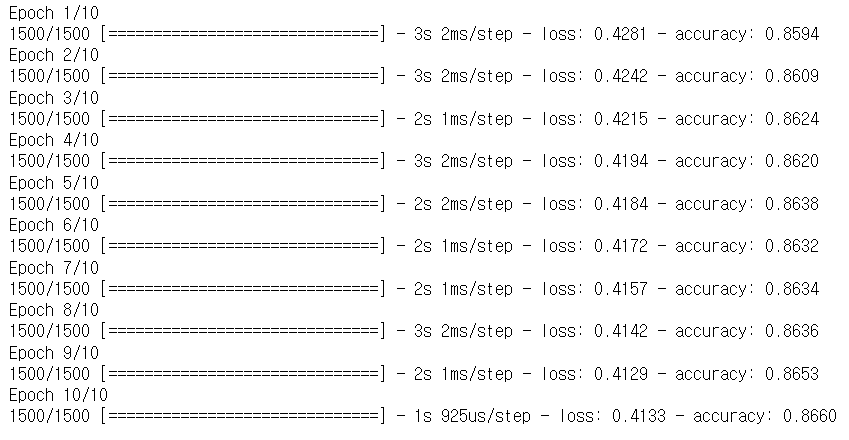 Epoch 1/10
1500/1500 [==============================] - 3s 2ms/step - loss: 0.4281 - accuracy: 0.8594
Epoch 2/10
1500/1500 [==============================] - 3s 2ms/step - loss: 0.4242 - accuracy: 0.8609
Epoch 3/10
1500/1500 [==============================] - 2s 1ms/step - loss: 0.4215 - accuracy: 0.8624
Epoch 4/10
1500/1500 [==============================] - 3s 2ms/step - loss: 0.4194 - accuracy: 0.8620
Epoch 5/10
1500/1500 [==============================] - 2s 2ms/step - loss: 0.4184 - accuracy: 0.8638
Epoch 6/10
1500/1500 [==============================] - 2s 1ms/step - loss: 0.4172 - accuracy: 0.8632
Epoch 7/10
1500/1500 [==============================] - 2s 1ms/step - loss: 0.4157 - accuracy: 0.8634
Epoch 8/10
1500/1500 [==============================] - 3s 2ms/step - loss: 0.4142 - accuracy: 0.8636
Epoch 9/10
1500/1500 [==============================] - 2s 1ms/step - loss: 0.4129 - accuracy: 0.8653
Epoch 10/10
1500/1500 [==============================] - 1s 925us/step - loss: 0.4133 - accuracy: 0.8660